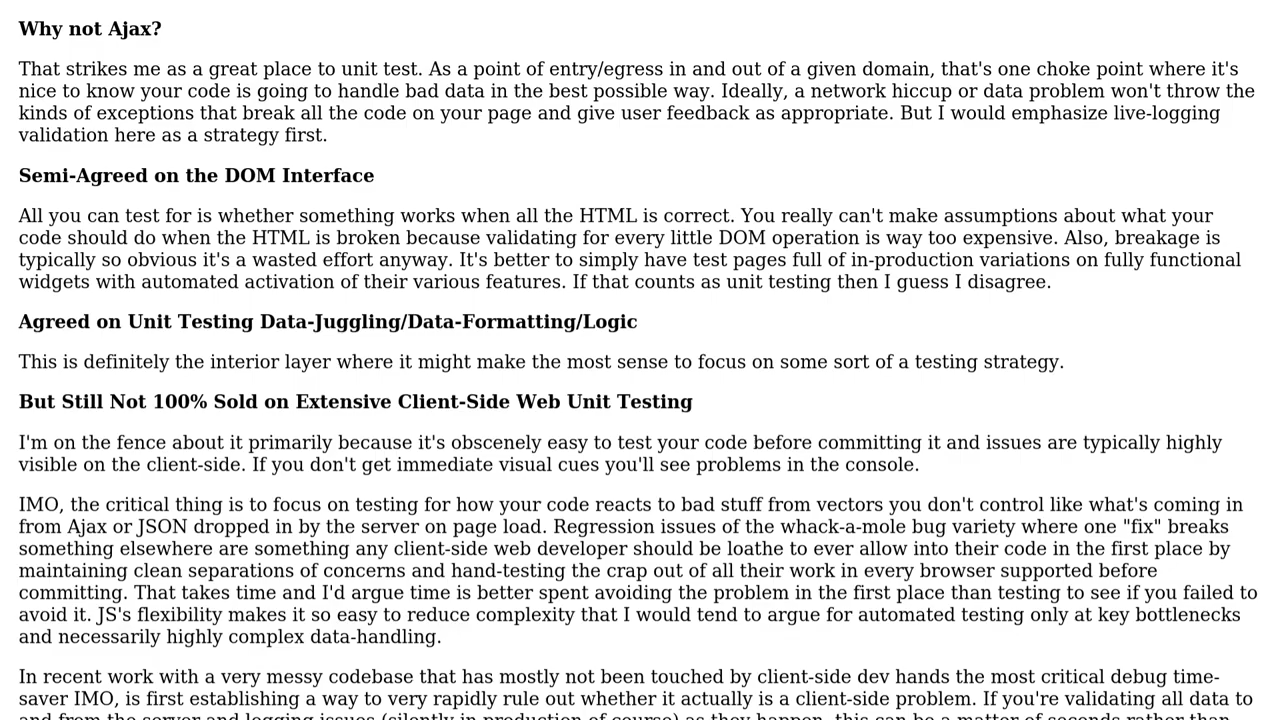 Why not Ajax?
That strikes me as a great place to unit test. As a point of entry/egress in and out of a given domain, that's one choke point where it's
nice to know your code is going to handle bad data in the best possible way. Ideally, a network hiccup or data problem won't throw the
kinds of exceptions that break all the code on your page and give user feedback as appropriate. But I would emphasize live-logging
validation here as a strategy first.
Semi-Agreed on the DOM Interface
All you can test for is whether something works when all the HTML is correct. You really can't make assumptions about what your
code should do when the HTML is broken because validating for every little DOM operation is way too expensive. Also, breakage is
typically so obvious it's a wasted effort anyway. It's better to simply have test pages full of in-production variations on fully functional
widgets with automated activation of their various features. If that counts as unit testing then I guess I disagree.
Agreed on Unit Testing Data-Juggling/Data-Formatting/Logic
This is definitely the interior layer where it might make the most sense to focus on some sort of a testing strategy.
But Still Not 100% Sold on Extensive Client-Side Web Unit Testing
I'm on the fence about it primarily because it's obscenely easy to test your code before committing it and issues are typically highly
visible on the client-side. If you don't get immediate visual cues you'll see problems in the console.
IMO, the critical thing is to focus on testing for how your code reacts to bad stuff from vectors you don't control like what's coming in
from Ajax or JSON dropped in by the server on page load. Regression issues of the whack-a-mole bug variety where one "fix" breaks
something elsewhere are something any client-side web developer should be loathe to ever allow into their code in the first place by
maintaining clean separations of concerns and hand-testing the crap out of all their work in every browser supported before
committing. That takes time and I'd argue time is better spent avoiding the problem in the first place than testing to see if you failed to
avoid it. JS's flexibility makes it so easy to reduce complexity that I would tend to argue for automated testing only at key bottlenecks
and necessarily highly complex data-handling.
In recent work with a very messy codebase that has mostly not been touched by client-side dev hands the most critical debug time-
saver IMO, is first establishing a way to very rapidly rule out whether it actually is a client-side problem. If you're validating all data to
and from the server and logging issues (silently in production of course) as they happen, this can be a matter of seconds rather than